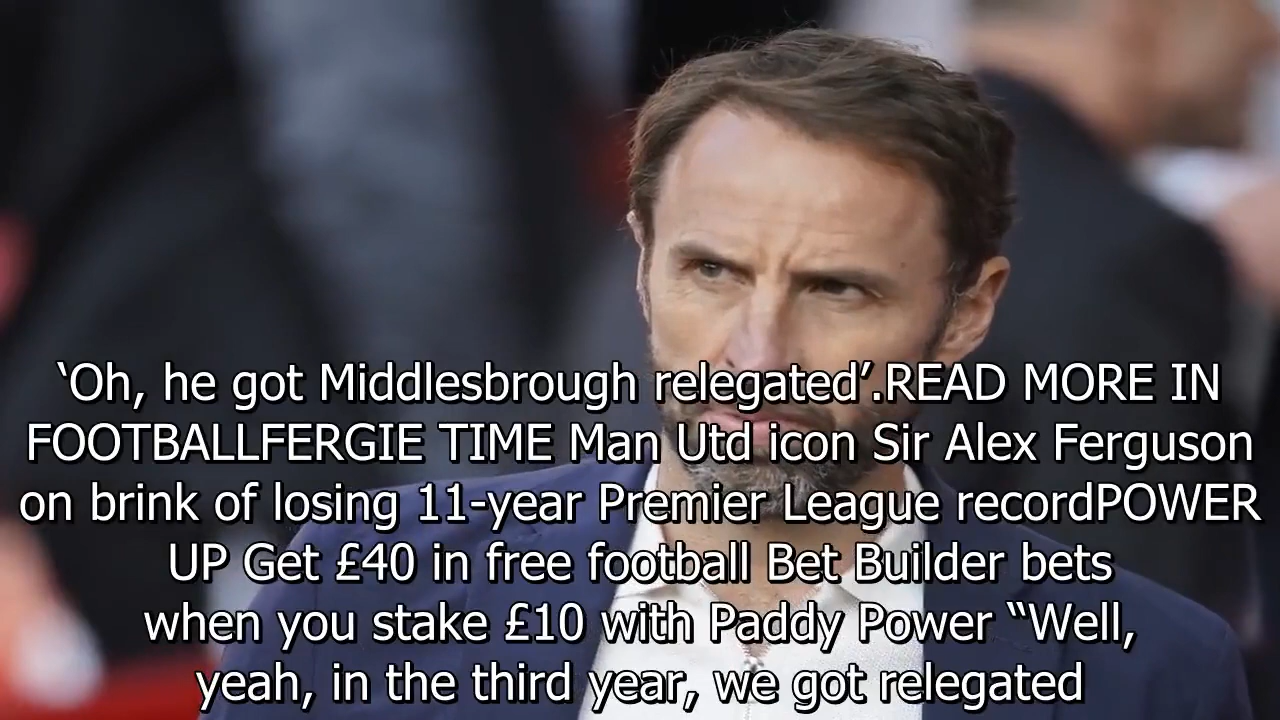 ‘Oh, he got Middlesbrough relegated’.READ MORE IN
FOOTBALLFERGIE TIME Man Utd icon Sir Alex Ferguson
on brink of losing 11-year Premier League recordPOWER
UP Get £40 in free football Bet Builder bets
when you stake £10 with Paddy Power “Well,
yeah, in the third year, we got relegated